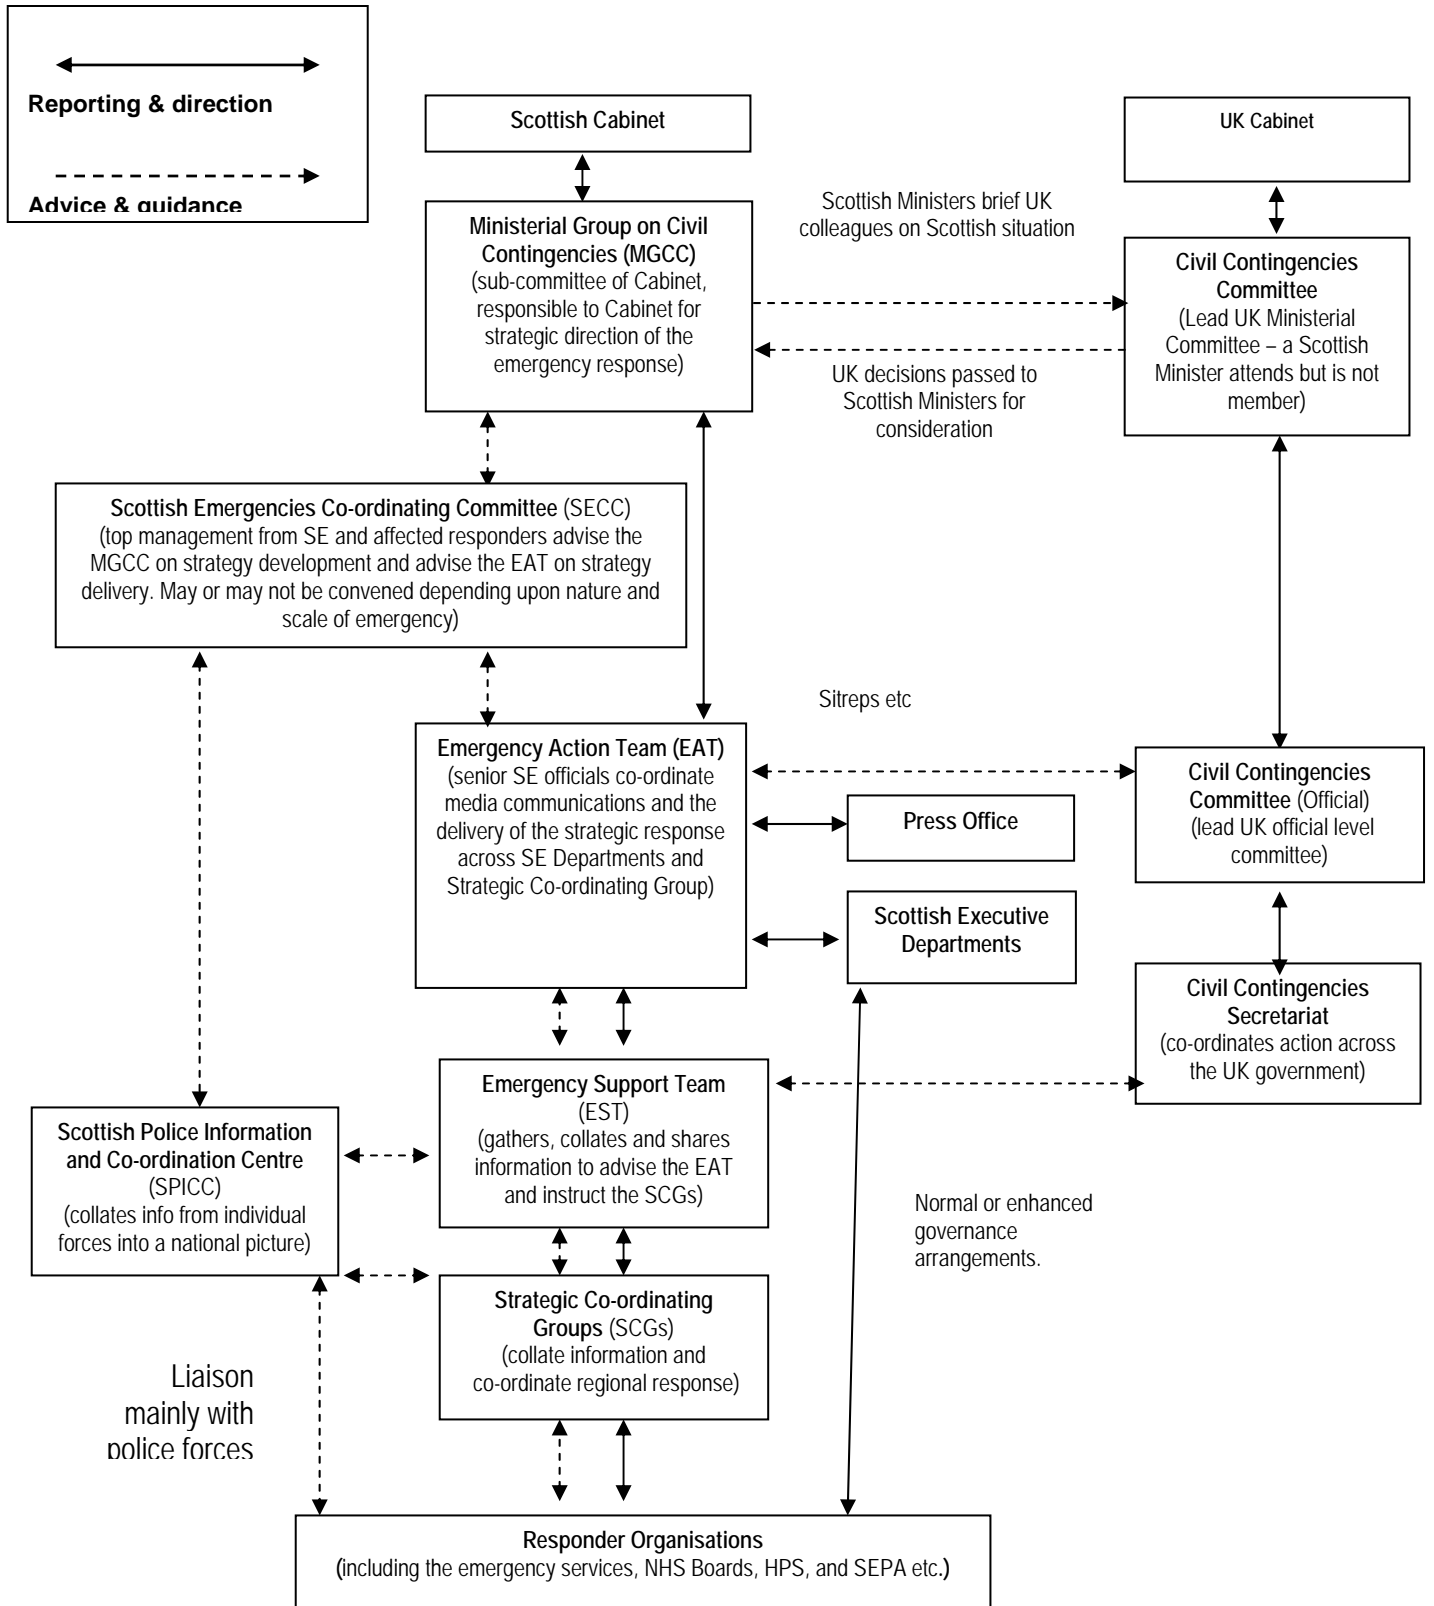 Reporting & direction
Advice & guidance
Scottish Cabinet
UK Cabinet
Ministerial Group on Civil
Contingencies (MGCC)
(sub-committee of Cabinet,
responsible to Cabinet for
strategic direction of the
emergency response)
Scottish Ministers brief UK
colleagues on Scottish situation
UK decisions passed to
Scottish Ministers for
consideration
Civil Contingencies
Committee
(Lead UK Ministerial
Committee – a Scottish
Minister attends but is not
member)
Scottish Emergencies Co-ordinating Committee (SECC)
(top management from SE and affected responders advise the
MGCC on strategy development and advise the EAT on strategy
delivery. May or may not be convened depending upon nature and
scale of emergency)
Sitreps etc
Emergency Action Team (EAT)
(senior SE officials co-ordinate
media communications and the
delivery of the strategic response
across SE Departments and
Strategic Co-ordinating Group)
Press Office
Scottish Executive
Departments
Civil Contingencies
Committee (Official)
(lead UK official level
committee)
Civil Contingencies
Secretariat
(co-ordinates action across
the UK government)
Emergency Support Team
(EST)
(gathers, collates and shares
information to advise the EAT
and instruct the SCGs)
Scottish Police Information
and Co-ordination Centre
(SPICC)
(collates info from individual
forces into a national picture)
Normal or enhanced
governance
arrangements.
Strategic Co-ordinating
Groups (SCGs)
(collate information and
co-ordinate regional response)
Liaison
mainly with
police forces
Responder Organisations
(including the emergency services, NHS Boards, HPS, and SEPA etc.)